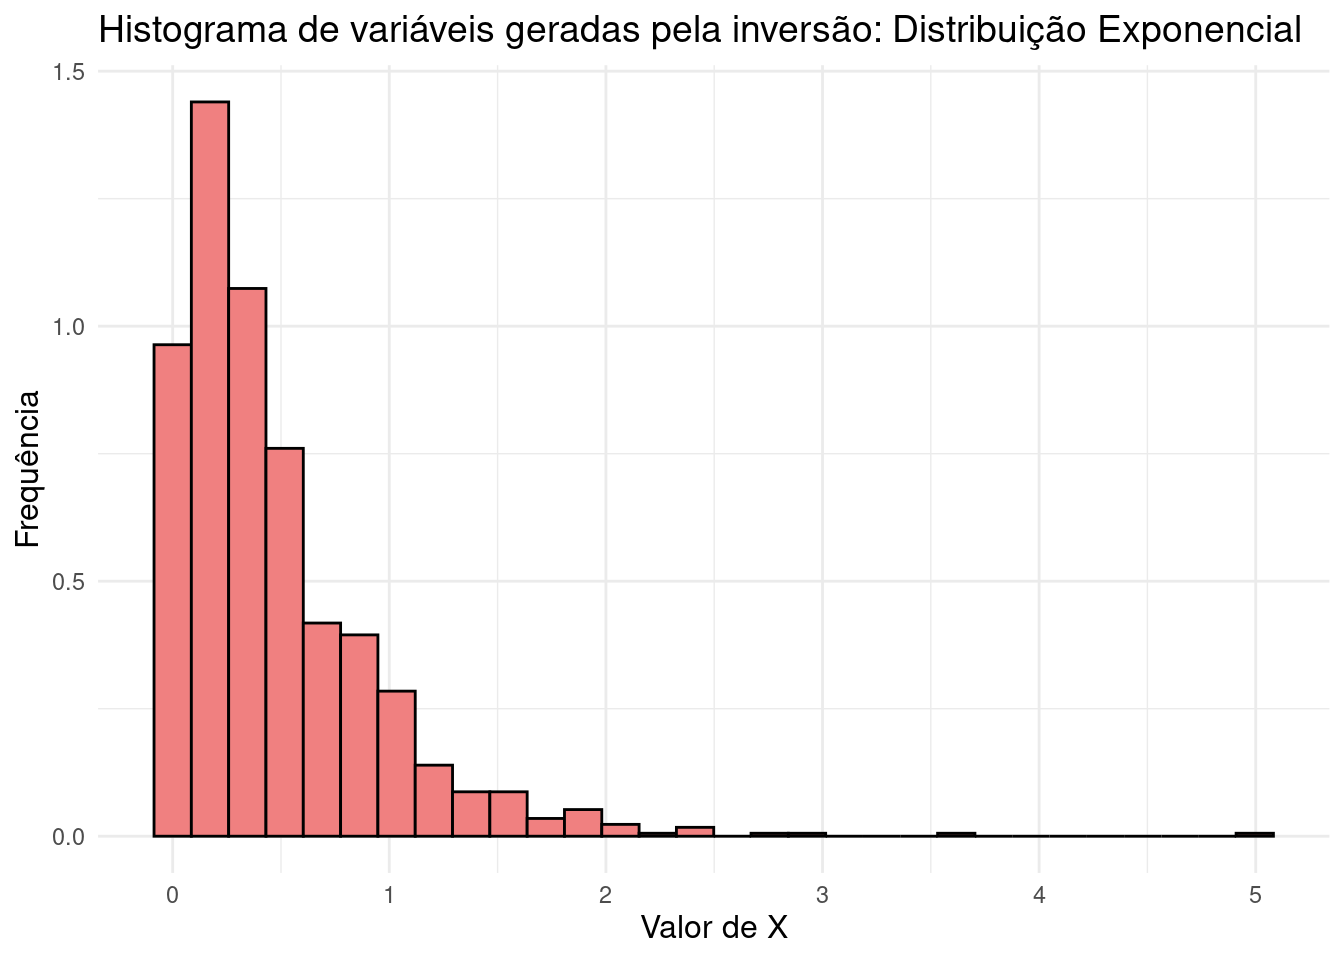 Histograma de variáveis geradas pela inversão: Distribuição Exponencial
1.5
1.0
0.5
0.0
Frequência
0 1 2 3 4 5
Valor de X